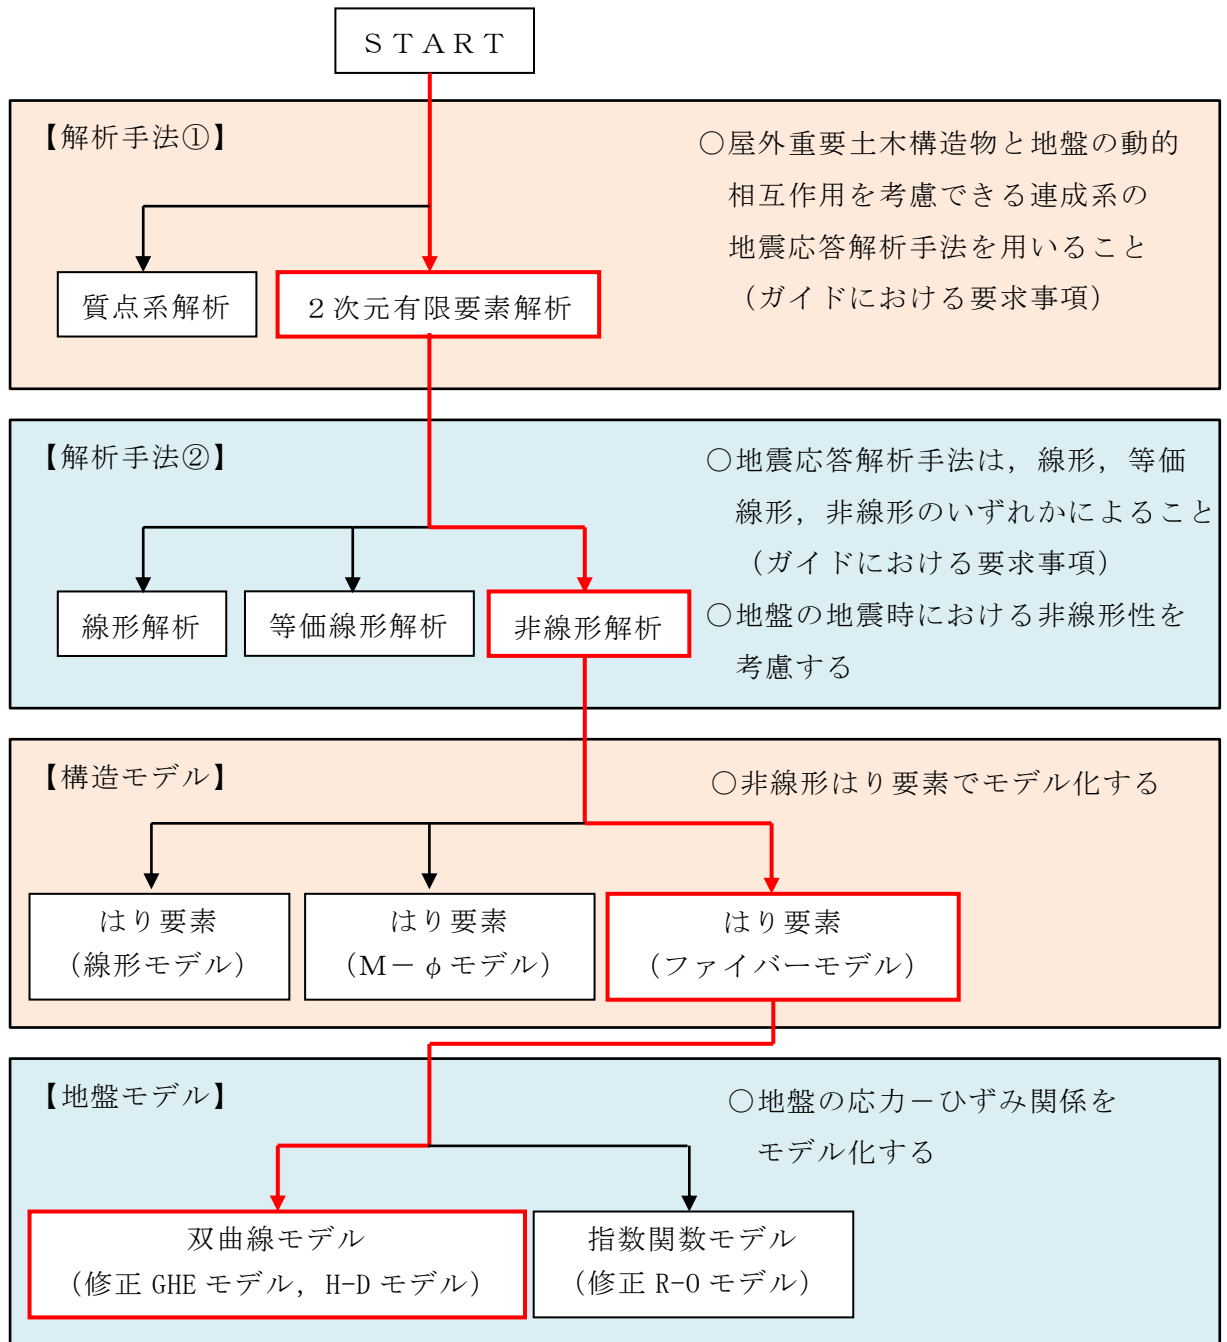 ＳＴＡＲＴ
【解析手法①】
○屋外重要土木構造物と地盤の動的
相互作用を考慮できる連成系の
地震応答解析手法を用いること
（ガイドにおける要求事項）
質点系解析
２次元有限要素解析
【解析手法②】
○地震応答解析手法は，線形，等価
線形，非線形のいずれかによること
（ガイドにおける要求事項）
○地盤の地震時における非線形性を
考慮する
線形解析
等価線形解析
非線形解析
【構造モデル】
○非線形はり要素でモデル化する
はり要素
（線形モデル）
はり要素
（Ｍ－φモデル）
はり要素
（ファイバーモデル）
【地盤モデル】
○地盤の応力－ひずみ関係を
モデル化する
双曲線モデル
（修正 GHE モデル，H-D モデル）
指数関数モデル
（修正 R-O モデル）